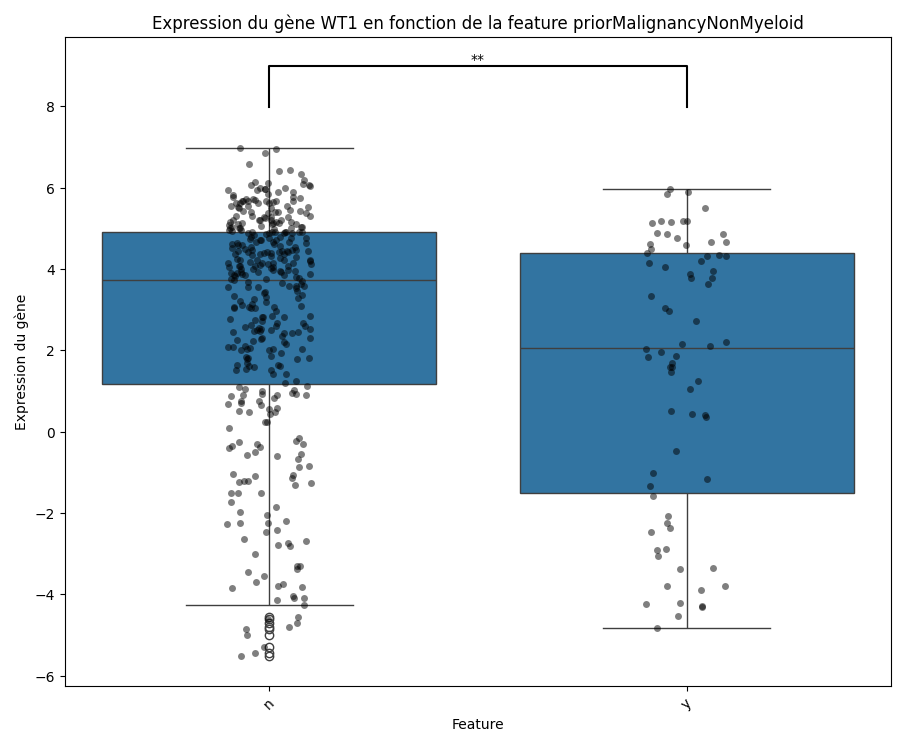 Expression du gène WT1 en fonction de la feature priorMalignancyNonMyeloid
**
8
6
4
2
0
−2
−4
−6
Expression du gène
n
y
Feature